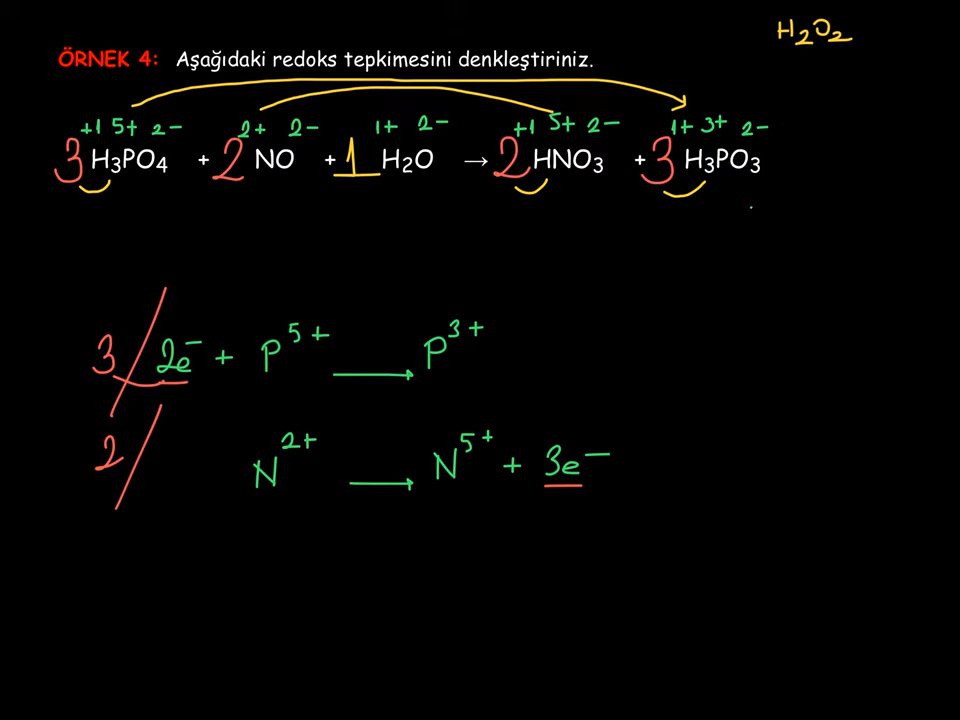 H₂O₂
ÖRNEK 4: Aşağıdaki redoks tepkimesini denkleştiriniz.
+1 5+ 2− 2+ 2− 1+ 2− +1 5+ 2− 1+ 3+ 2−
3 H₃PO₄ + 2 NO + 1 H₂O → 2 HNO₃ + 3 H₃PO₃
3 / 2e⁻ + P⁵⁺ → P³⁺
2 / N²⁺ → N⁵⁺ + 3e⁻